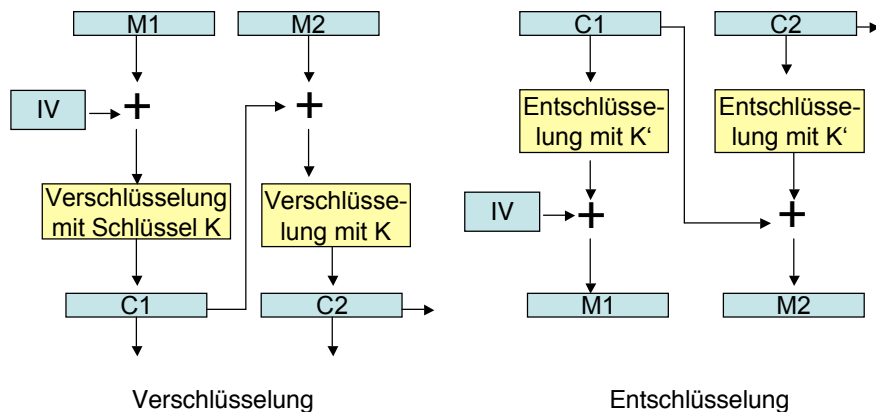 M1
M2
IV
+
+
Verschlüsselung
mit Schlüssel K
Verschlüsse-
lung mit K
C1
C2
Verschlüsselung
C1
C2
Entschlüsse-
lung mit K‘
Entschlüsse-
lung mit K‘
IV
+
+
M1
M2
Entschlüsselung